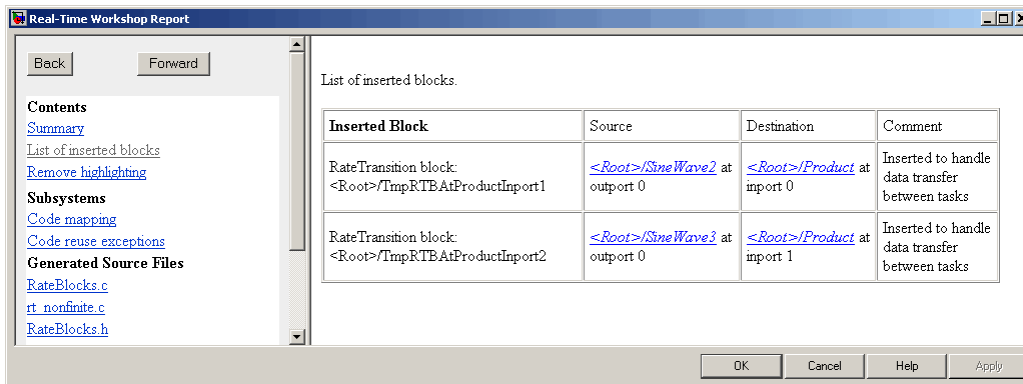 Real-Time Workshop Report
Back
Forward
Contents
Summary
List of inserted blocks
Remove highlighting
Subsystems
Code mapping
Code reuse exceptions
Generated Source Files
RateBlocks.c
rt_nonfinite.c
RateBlocks.h
List of inserted blocks.
Inserted Block
Source
Destination
Comment
RateTransition block:
<Root>/TmpRTBAtProductInport1
<Root>/SineWave2 at
outport 0
<Root>/Product at
inport 0
Inserted to handle
data transfer
between tasks
RateTransition block:
<Root>/TmpRTBAtProductInport2
<Root>/SineWave3 at
outport 0
<Root>/Product at
inport 1
Inserted to handle
data transfer
between tasks
OK
Cancel
Help
Apply